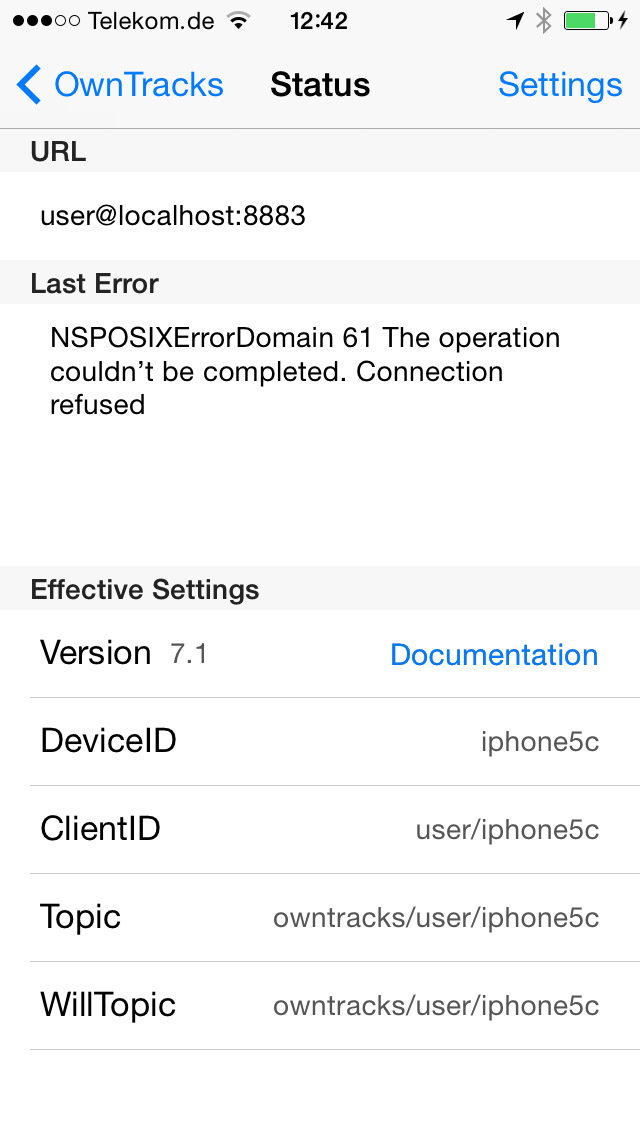 Telekom.de 12:42
OwnTracks Status Settings
URL
user@localhost:8883
Last Error
NSPOSIXErrorDomain 61 The operation
couldn’t be completed. Connection
refused
Effective Settings
Version 7.1 Documentation
DeviceID iphone5c
ClientID user/iphone5c
Topic owntracks/user/iphone5c
WillTopic owntracks/user/iphone5c